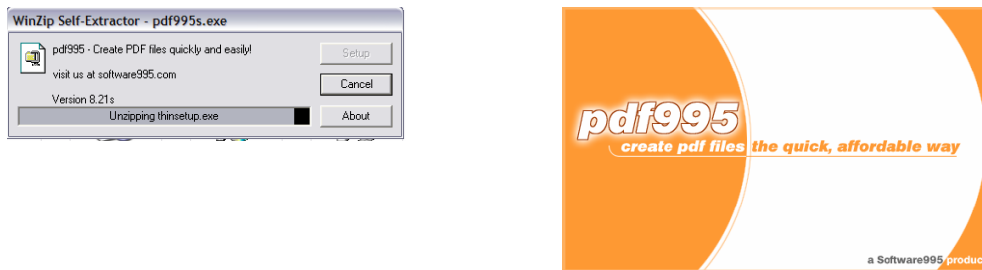 WinZip Self-Extractor - pdf995s.exe
pdf995 - Create PDF files quickly and easily!
visit us at software995.com
Version 8.21s
Unzipping thinsetup.exe
Setup
Cancel
About
pdf995
create pdf files the quick, affordable way
a Software995 produc